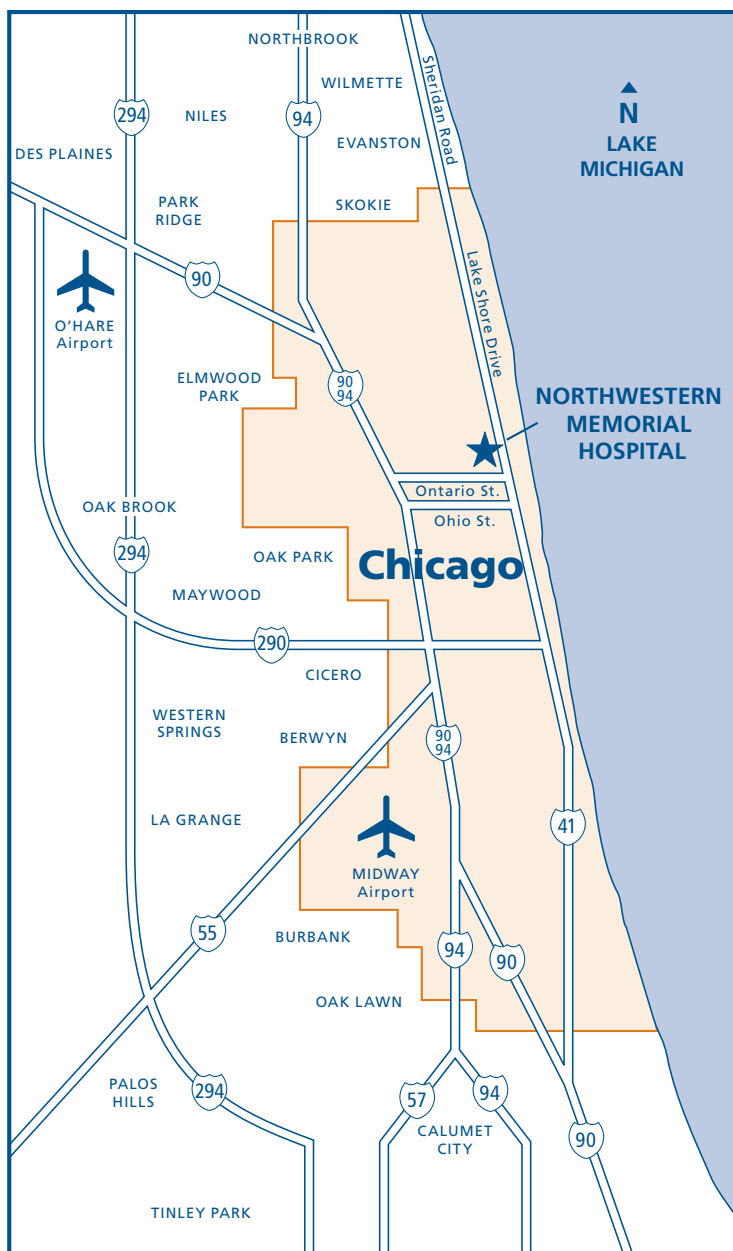 NORTHBROOK
WILMETTE
Sheridan Road
N
LAKE
MICHIGAN
294
NILES
94
EVANSTON
DES PLAINES
PARK
RIDGE
SKOKIE
90
Lake Shore Drive
O'HARE
Airport
ELMWOOD
PARK
90
94
NORTHWESTERN
MEMORIAL
HOSPITAL
Ontario St.
OAK BROOK
Ohio St.
294
OAK PARK
Chicago
MAYWOOD
290
CICERO
WESTERN
SPRINGS
BERWYN
90
94
LA GRANGE
41
MIDWAY
Airport
55
BURBANK
94
90
OAK LAWN
PALOS
HILLS
294
57
94
CALUMET
CITY
90
TINLEY PARK